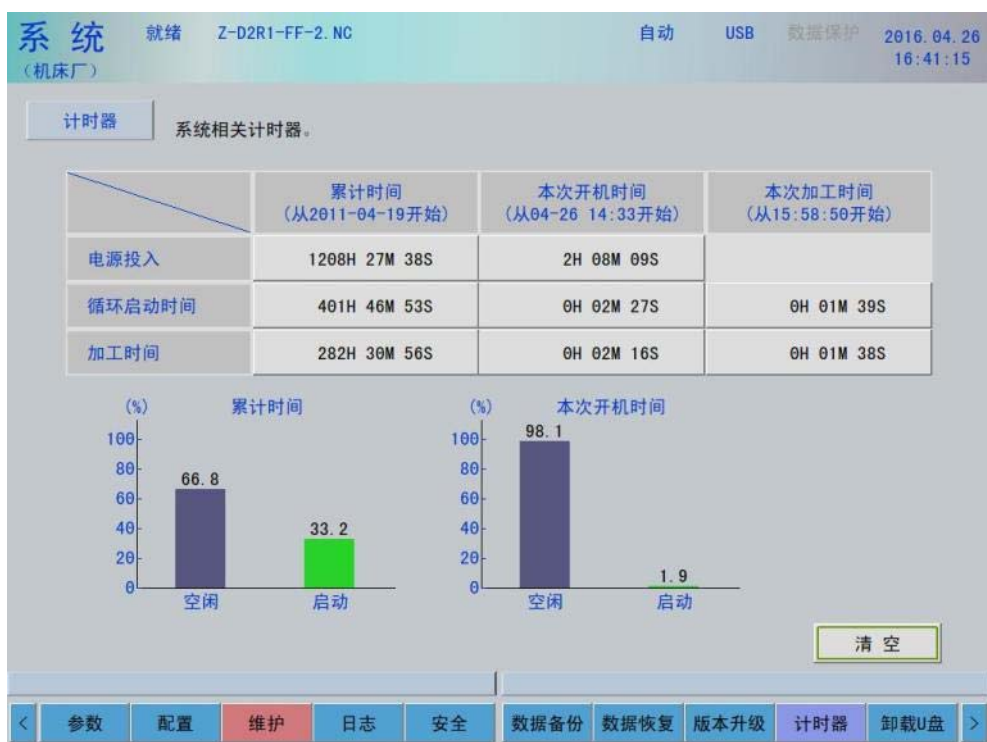 系 统 就绪 Z-D2R1-FF-2.NC 自动 USB 数据保护 2016.04.26
（机床厂） 16:41:15
计时器 系统相关计时器。
累计时间 本次开机时间 本次加工时间
（从2011-04-19开始） （从04-26 14:33开始） （从15:58:50开始）
电源投入 1208H 27M 38S 2H 08M 09S
循环启动时间 401H 46M 53S 0H 02M 27S 0H 01M 39S
加工时间 282H 30M 56S 0H 02M 16S 0H 01M 38S
(%) 累计时间 (%) 本次开机时间
100 100 98.1
80 80
66.8
60 60
40 40
33.2
20 20
1.9
0 0
空闲 启动 空闲 启动
清 空
< 参数 配置 维护 日志 安全 数据备份 数据恢复 版本升级 计时器 卸载U盘 >